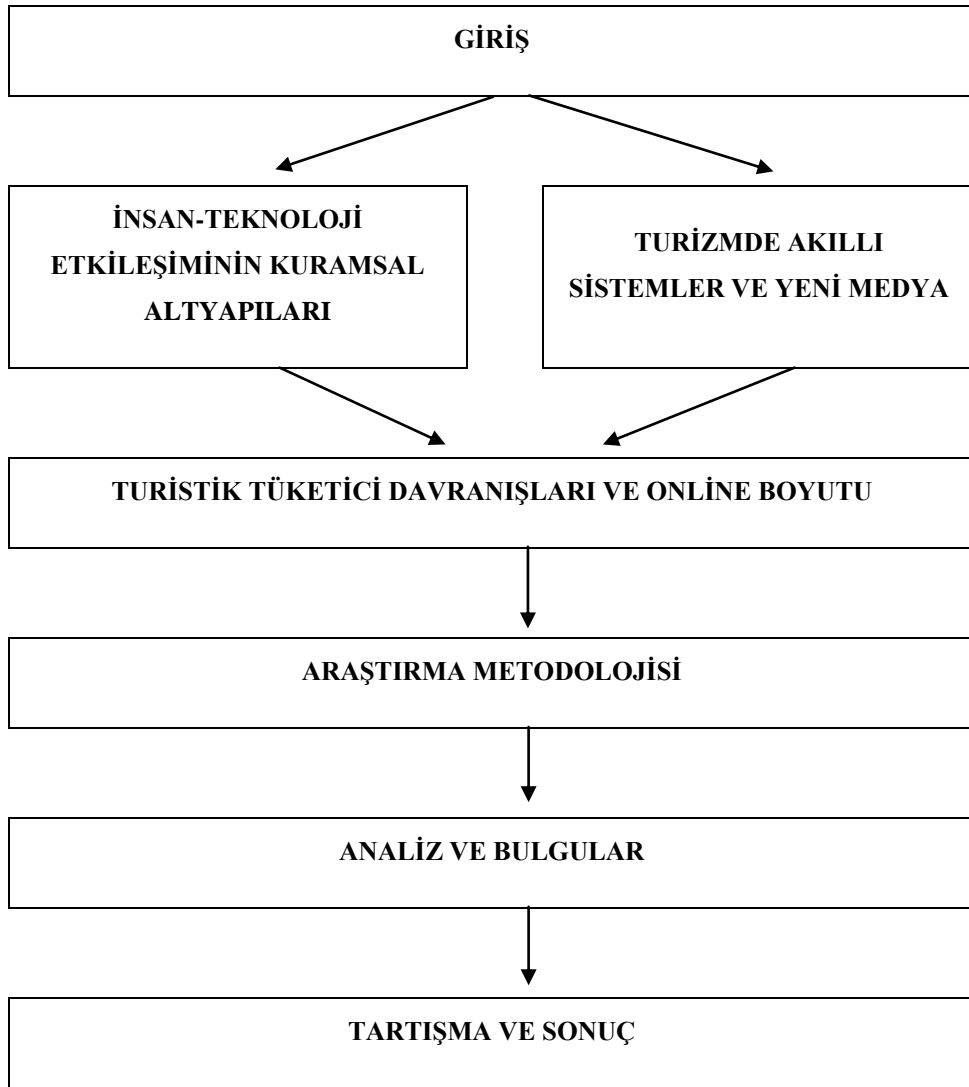 GİRİŞ
İNSAN-TEKNOLOJİ
ETKİLEŞİMİNİN KURAMSAL
ALTYAPILARI
TURİZMDE AKILLI
SİSTEMLER VE YENİ MEDYA
TURİSTİK TÜKETİCİ DAVRANIŞLARI VE ONLİNE BOYUTU
ARAŞTIRMA METODOLOJİSİ
ANALİZ VE BULGULAR
TARTIŞMA VE SONUÇ